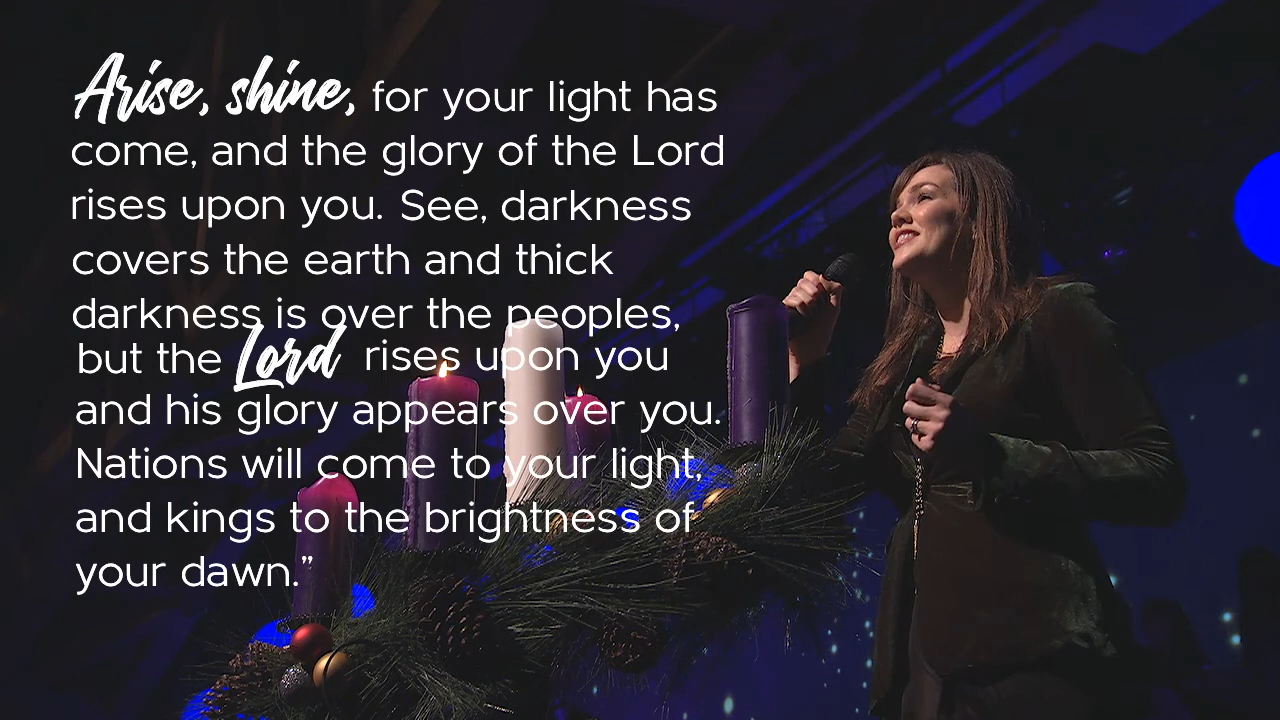 Arise, shine, for your light has
come, and the glory of the Lord
rises upon you. See, darkness
covers the earth and thick
darkness is over the peoples,
but the Lord rises upon you
and his glory appears over you.
Nations will come to your light,
and kings to the brightness of
your dawn.”